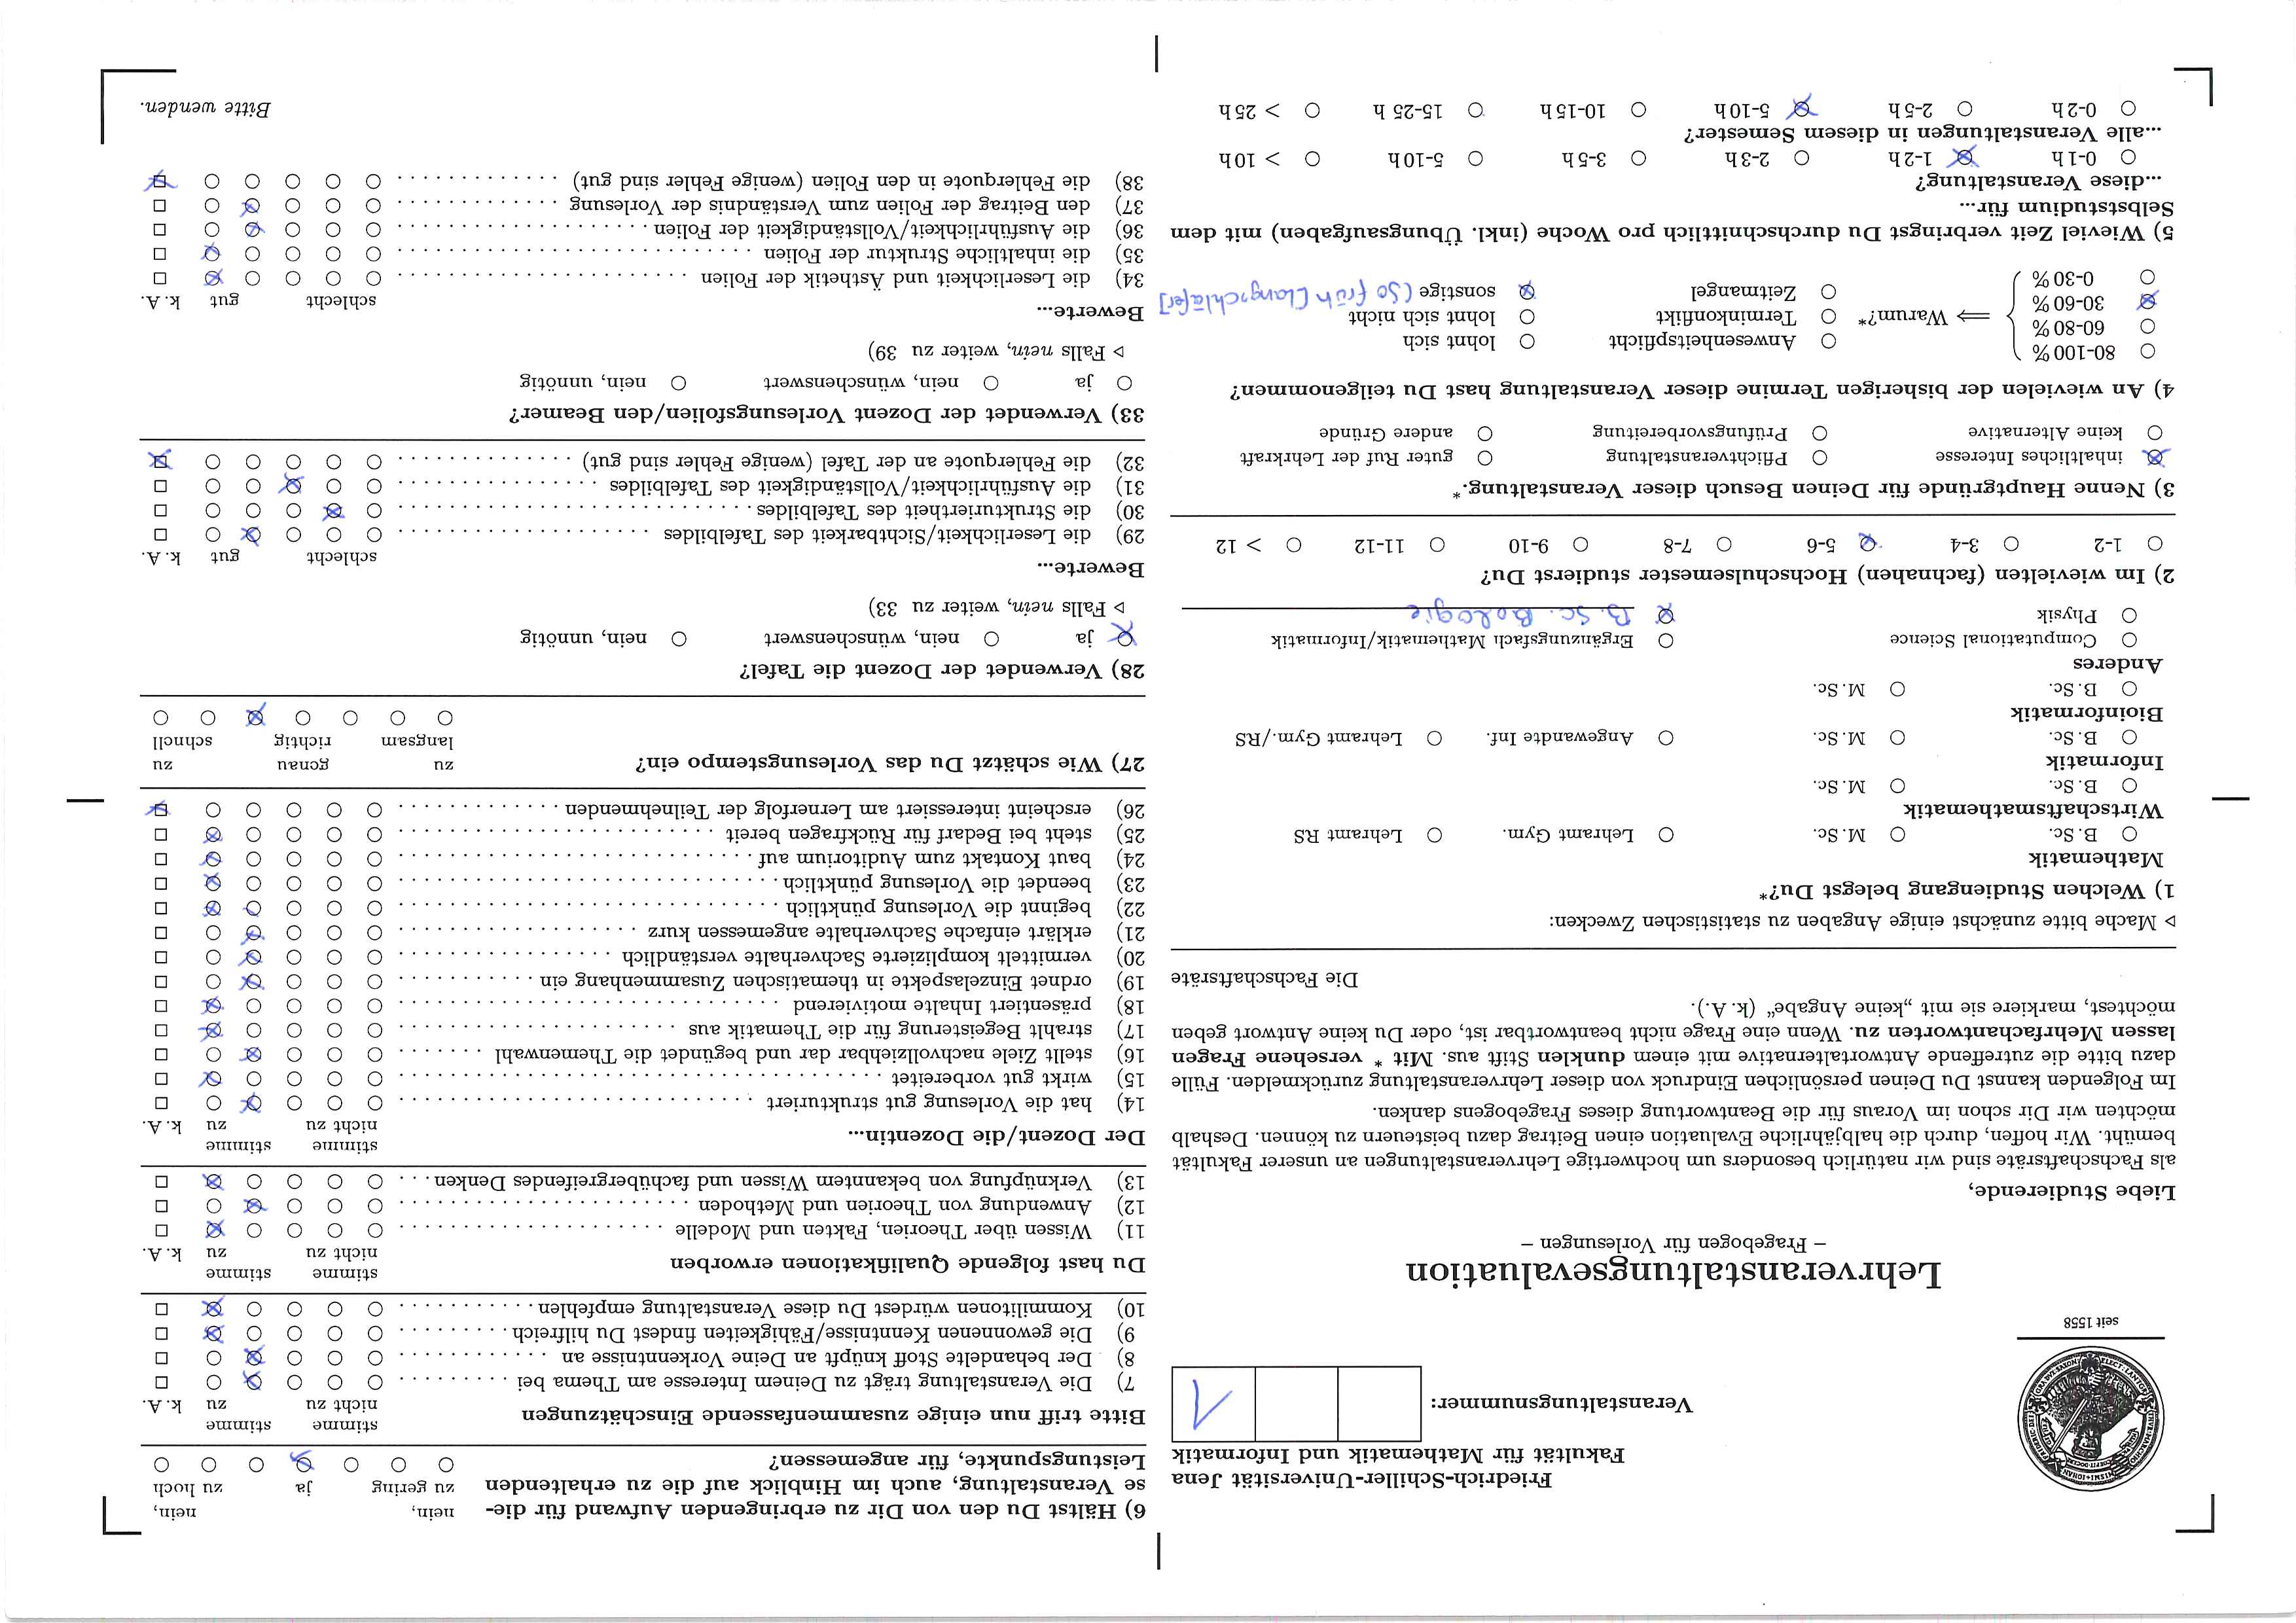 Friedrich-Schiller-Universität Jena
Fakultät für Mathematik und Informatik
Veranstaltungsnummer: 1
seit 1558
Lehrveranstaltungsevaluation
– Fragebogen für Vorlesungen –
Liebe Studierende,
als Fachschaftsräte sind wir natürlich besonders um hochwertige Lehrveranstaltungen an unserer Fakultät
bemüht. Wir hoffen, durch die halbjährliche Evaluation einen Beitrag dazu beisteuern zu können. Deshalb
möchten wir Dir schon im Voraus für die Beantwortung dieses Fragebogens danken.
Im Folgenden kannst Du Deinen persönlichen Eindruck von dieser Lehrveranstaltung zurückmelden. Fülle
dazu bitte die zutreffende Antwortalternative mit einem dunklen Stift aus. Mit * versehene Fragen
lassen Mehrfachantworten zu. Wenn eine Frage nicht beantwortbar ist, oder Du keine Antwort geben
möchtest, markiere sie mit „keine Angabe“ (k. A.).
Die Fachschaftsräte
▷ Mache bitte zunächst einige Angaben zu statistischen Zwecken:
1) Welchen Studiengang belegst Du?*
Mathematik
B. Sc. M. Sc. Lehramt Gym. Lehramt RS
Wirtschaftsmathematik
B. Sc. M. Sc.
Informatik
B. Sc. M. Sc. Angewandte Inf. Lehramt Gym./RS
Bioinformatik
B. Sc. M. Sc.
Anderes
Computational Science Ergänzungsfach Mathematik/Informatik
Physik B. Sc. Biologie
2) Im wievielten (fachnahen) Hochschulsemester studierst Du?
1-2 3-4 5-6 7-8 9-10 11-12 > 12
3) Nenne Hauptgründe für Deinen Besuch dieser Veranstaltung.*
inhaltliches Interesse Pflichtveranstaltung guter Ruf der Lehrkraft
keine Alternative Prüfungsvorbereitung andere Gründe
4) An wievielen der bisherigen Termine dieser Veranstaltung hast Du teilgenommen?
80-100 % Anwesenheitspflicht lohnt sich
60-80 % ⟹ Warum?* Terminkonflikt lohnt sich nicht
30-60 % Zeitmangel sonstige (so früh [Langschläfer]
0-30 %
5) Wieviel Zeit verbringst Du durchschnittlich pro Woche (inkl. Übungsaufgaben) mit dem
Selbststudium für...
...diese Veranstaltung?
0-1 h 1-2 h 2-3 h 3-5 h 5-10 h > 10 h
...alle Veranstaltungen in diesem Semester?
0-2 h 2-5 h 5-10 h 10-15 h 15-25 h > 25 h
6) Hältst Du den von Dir zu erbringenden Aufwand für die-
se Veranstaltung, auch im Hinblick auf die zu erhaltenden
Leistungspunkte, für angemessen?
nein, nein,
zu gering ja zu hoch
Bitte triff nun einige zusammenfassende Einschätzungen
stimme stimme
nicht zu zu k. A.
7) Die Veranstaltung trägt zu Deinem Interesse am Thema bei
8) Der behandelte Stoff knüpft an Deine Vorkenntnisse an
9) Die gewonnenen Kenntnisse/Fähigkeiten findest Du hilfreich
10) Kommilitonen würdest Du diese Veranstaltung empfehlen
Du hast folgende Qualifikationen erworben
stimme stimme
nicht zu zu k. A.
11) Wissen über Theorien, Fakten und Modelle
12) Anwendung von Theorien und Methoden
13) Verknüpfung von bekanntem Wissen und fachübergreifendes Denken
Der Dozent/die Dozentin...
stimme stimme
nicht zu zu k. A.
14) hat die Vorlesung gut strukturiert
15) wirkt gut vorbereitet
16) stellt Ziele nachvollziehbar dar und begündet die Themenwahl
17) strahlt Begeisterung für die Thematik aus
18) präsentiert Inhalte motivierend
19) ordnet Einzelaspekte in thematischen Zusammenhang ein
20) vermittelt komplizierte Sachverhalte verständlich
21) erklärt einfache Sachverhalte angemessen kurz
22) beginnt die Vorlesung pünktlich
23) beendet die Vorlesung pünktlich
24) baut Kontakt zum Auditorium auf
25) steht bei Bedarf für Rückfragen bereit
26) erscheint interessiert am Lernerfolg der Teilnehmenden
27) Wie schätzt Du das Vorlesungstempo ein?
zu genau zu
langsam richtig schnell
28) Verwendet der Dozent die Tafel?
ja nein, wünschenswert nein, unnötig
▷ Falls nein, weiter zu 33)
Bewerte...
schlecht gut k. A.
29) die Leserlichkeit/Sichtbarkeit des Tafelbildes
30) die Strukturiertheit des Tafelbildes
31) die Ausführlichkeit/Vollständigkeit des Tafelbildes
32) die Fehlerquote an der Tafel (wenige Fehler sind gut)
33) Verwendet der Dozent Vorlesungsfolien/den Beamer?
ja nein, wünschenswert nein, unnötig
▷ Falls nein, weiter zu 39)
Bewerte...
schlecht gut k. A.
34) die Leserlichkeit und Ästhetik der Folien
35) die inhaltliche Struktur der Folien
36) die Ausführlichkeit/Vollständigkeit der Folien
37) den Beitrag der Folien zum Verständnis der Vorlesung
38) die Fehlerquote in den Folien (wenige Fehler sind gut)
Bitte wenden.